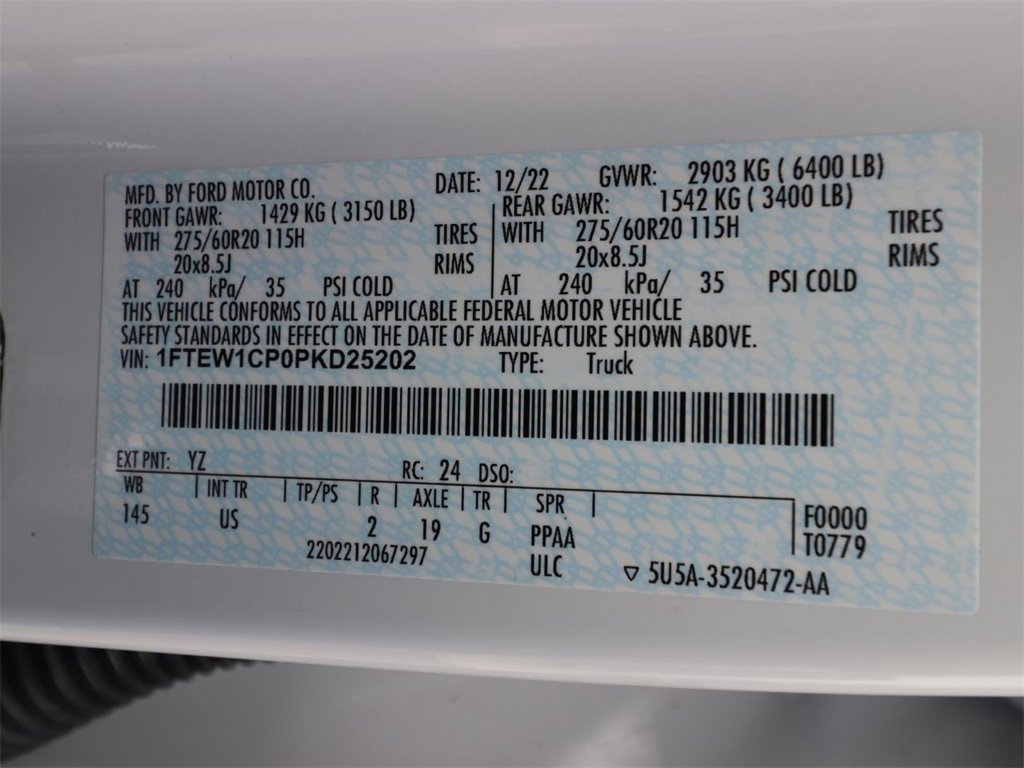 MFD. BY FORD MOTOR CO. DATE: 12/22 GVWR: 2903 KG ( 6400 LB)
FRONT GAWR: 1429 KG ( 3150 LB) REAR GAWR: 1542 KG ( 3400 LB)
WITH 275/60R20 115H TIRES WITH 275/60R20 115H TIRES
20x8.5J RIMS 20x8.5J RIMS
AT 240 kPa/ 35 PSI COLD AT 240 kPa/ 35 PSI COLD
THIS VEHICLE CONFORMS TO ALL APPLICABLE FEDERAL MOTOR VEHICLE
SAFETY STANDARDS IN EFFECT ON THE DATE OF MANUFACTURE SHOWN ABOVE.
VIN: 1FTEW1CP0PKD25202 TYPE: Truck
EXT PNT: YZ RC: 24 DSO:
WB INT TR TP/PS R AXLE TR SPR F0000
145 US 2 19 G PPAA T0779
2202212067297 ULC ▽ 5U5A-3520472-AA